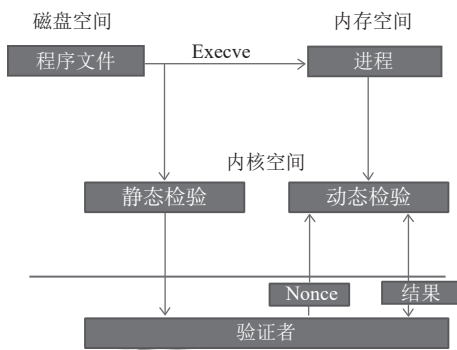 磁盘空间
内存空间
程序文件
Execve
进程
内核空间
静态检验
动态检验
Nonce
结果
验证者